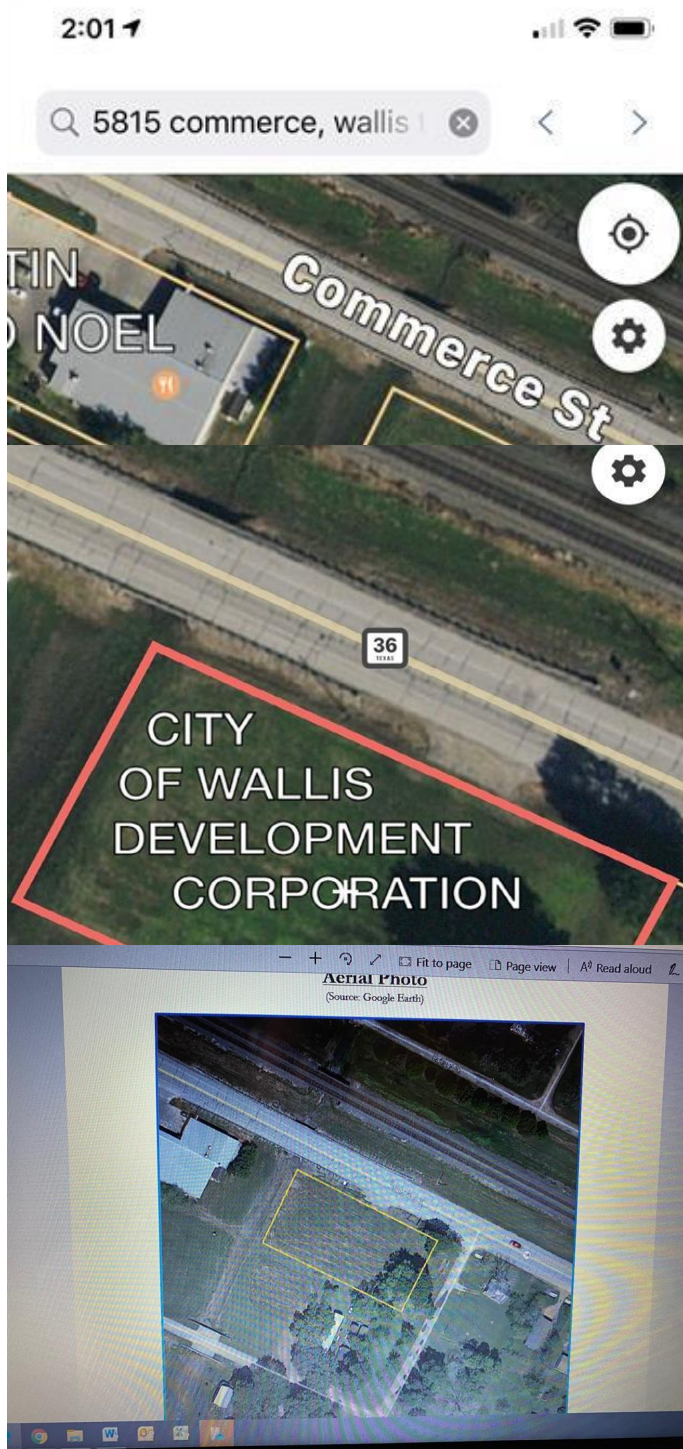 2:01
5815 commerce, wallis
TIN
NOEL
Commerce St
36
TEXAS
CITY
OF WALLIS
DEVELOPMENT
CORPORATION
Fit to page
Page view
Read aloud
Aerial Photo
(Source: Google Earth)